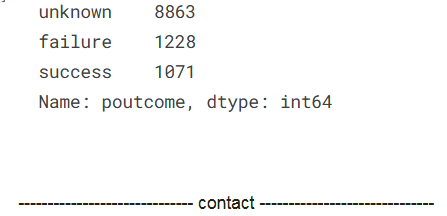 unknown    8863
failure    1228
success    1071
Name: poutcome, dtype: int64
------------------------------ contact ------------------------------